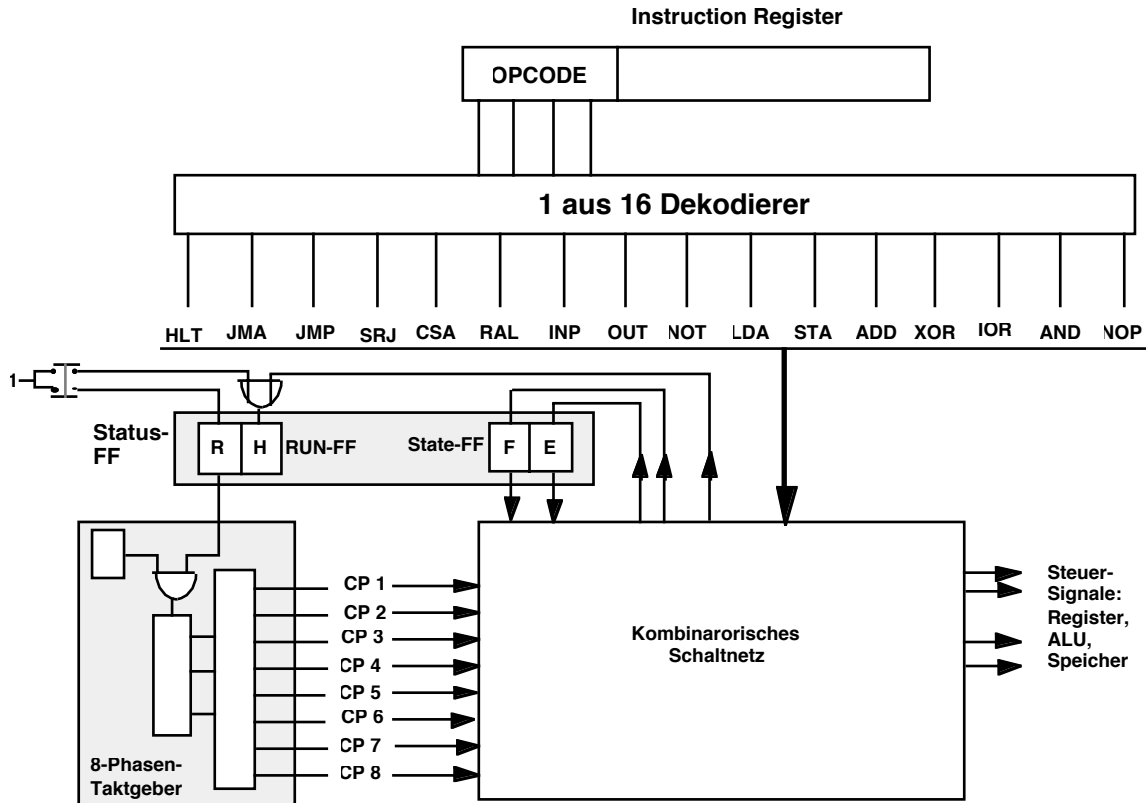 Instruction Register
OPCODE
1 aus 16 Dekodierer
HLT JMA JMP SRJ CSA RAL INP OUT NOT LDA STA ADD XOR IOR AND NOP
1
Status-
FF
R H RUN-FF State-FF F E
CP 1
CP 2
CP 3
CP 4
CP 5
CP 6
CP 7
CP 8
8-Phasen-
Taktgeber
Kombinarorisches
Schaltnetz
Steuer-
Signale:
Register,
ALU,
Speicher